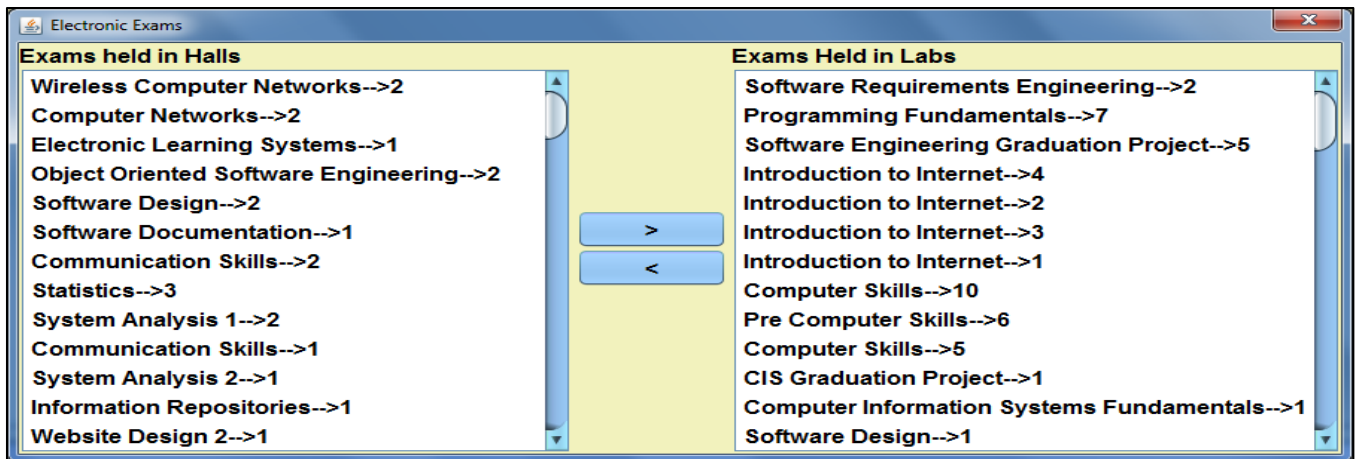 Electronic Exams
Exams held in Halls
Wireless Computer Networks-->2
Computer Networks-->2
Electronic Learning Systems-->1
Object Oriented Software Engineering-->2
Software Design-->2
Software Documentation-->1
Communication Skills-->2
Statistics-->3
System Analysis 1-->2
Communication Skills-->1
System Analysis 2-->1
Information Repositories-->1
Website Design 2-->1
>
<
Exams Held in Labs
Software Requirements Engineering-->2
Programming Fundamentals-->7
Software Engineering Graduation Project-->5
Introduction to Internet-->4
Introduction to Internet-->2
Introduction to Internet-->3
Introduction to Internet-->1
Computer Skills-->10
Pre Computer Skills-->6
Computer Skills-->5
CIS Graduation Project-->1
Computer Information Systems Fundamentals-->1
Software Design-->1